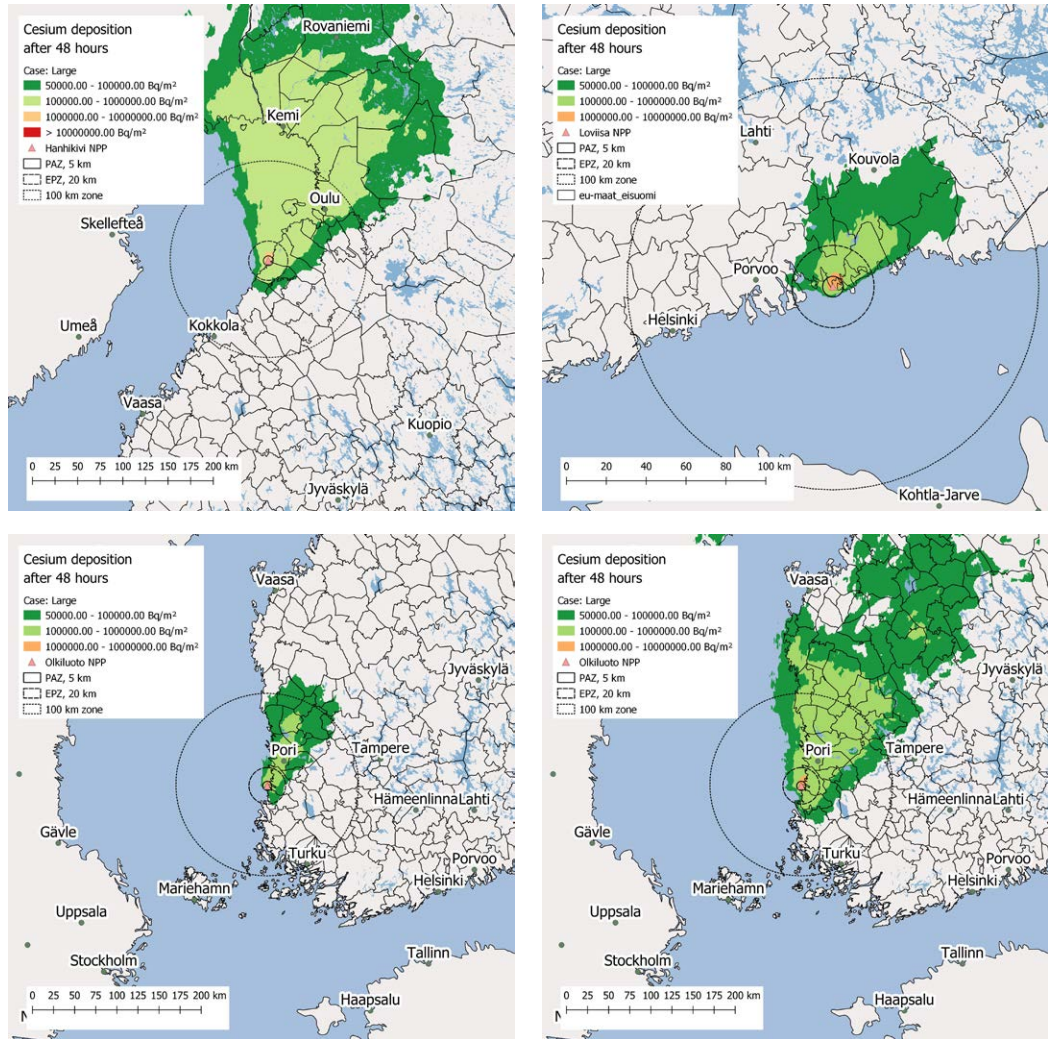 Cesium deposition
after 48 hours
Case: Large
50000.00 - 100000.00 Bq/m²
100000.00 - 1000000.00 Bq/m²
1000000.00 - 10000000.00 Bq/m²
> 10000000.00 Bq/m²
Hanhikivi NPP
PAZ, 5 km
EPZ, 20 km
100 km zone
Rovaniemi
Kemi
Oulu
Skellefteå
Umeå
Kokkola
Vaasa
Kuopio
Jyväskylä
0 25 50 75 100 125 150 175 200 km
Cesium deposition
after 48 hours
Case: Large
50000.00 - 100000.00 Bq/m²
100000.00 - 1000000.00 Bq/m²
1000000.00 - 10000000.00 Bq/m²
Loviisa NPP
PAZ, 5 km
EPZ, 20 km
100 km zone
eu-maat_eisuomi
Lahti
Kouvola
Porvoo
Helsinki
0 20 40 60 80 100 km
Kohtla-Jarve
Cesium deposition
after 48 hours
Case: Large
50000.00 - 100000.00 Bq/m²
100000.00 - 1000000.00 Bq/m²
1000000.00 - 10000000.00 Bq/m²
Olkiluoto NPP
PAZ, 5 km
EPZ, 20 km
100 km zone
Vaasa
Jyväskylä
Pori
Tampere
Hämeenlinna Lahti
Gävle
Turku
Porvoo
Helsinki
Mariehamn
Uppsala
Stockholm
Tallinn
Haapsalu
0 25 50 75 100 125 150 175 200 km
Cesium deposition
after 48 hours
Case: Large
50000.00 - 100000.00 Bq/m²
100000.00 - 1000000.00 Bq/m²
1000000.00 - 10000000.00 Bq/m²
Olkiluoto NPP
PAZ, 5 km
EPZ, 20 km
100 km zone
Vaasa
Jyväskylä
Pori
Tampere
Hämeenlinna Lahti
Gävle
Turku
Porvoo
Helsinki
Mariehamn
Uppsala
Stockholm
Tallinn
Haapsalu
0 25 50 75 100 125 150 175 200 km